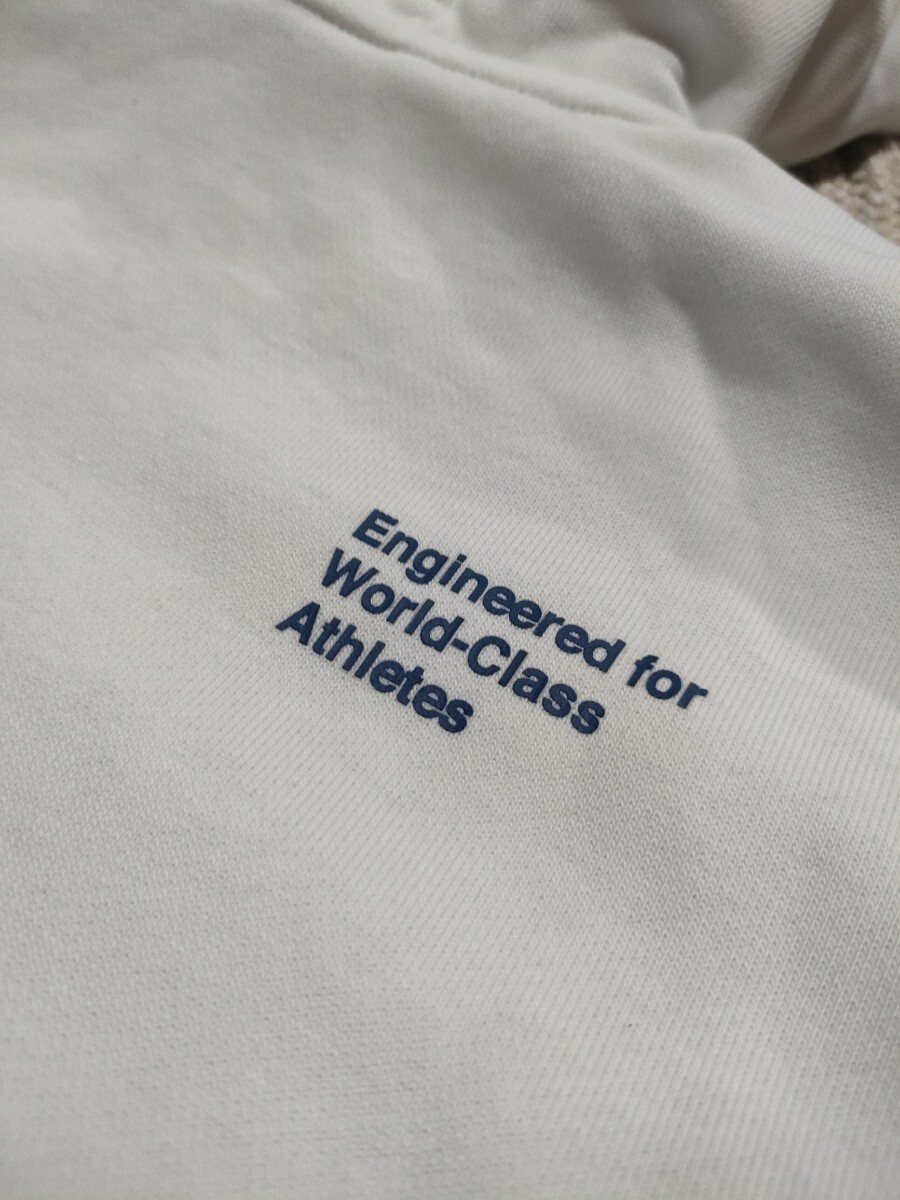 Engineered for
World-Class
Athletes